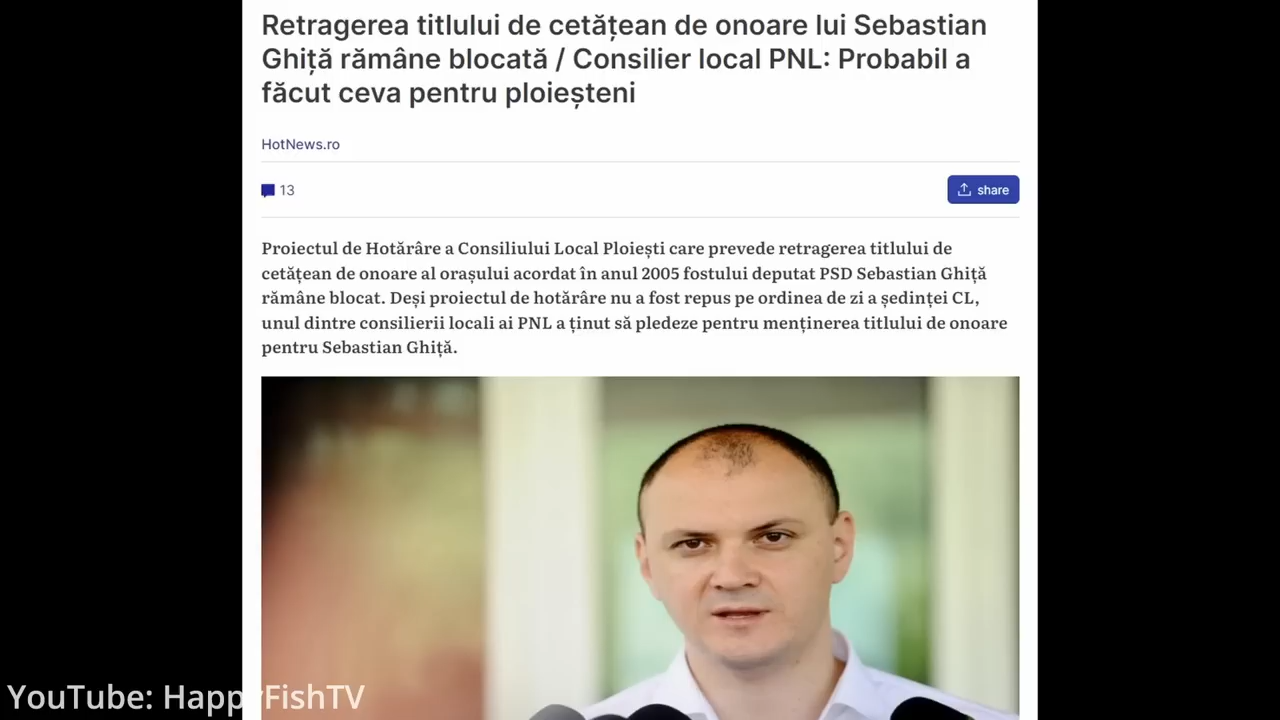 Retragerea titlului de cetățean de onoare lui Sebastian
Ghiță rămâne blocată / Consilier local PNL: Probabil a
făcut ceva pentru ploieșteni
HotNews.ro
13
share
Proiectul de Hotărâre a Consiliului Local Ploiești care prevede retragerea titlului de
cetățean de onoare al orașului acordat în anul 2005 fostului deputat PSD Sebastian Ghiță
rămâne blocat. Deși proiectul de hotărâre nu a fost repus pe ordinea de zi a ședinței CL,
unul dintre consilierii locali ai PNL a ținut să pledeze pentru menținerea titlului de onoare
pentru Sebastian Ghiță.
YouTube: HappyFishTV